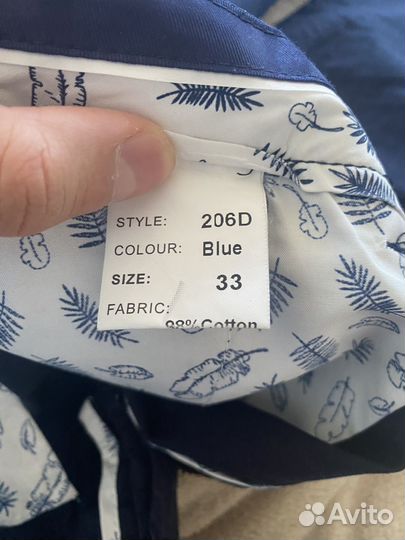 STYLE: 206D
COLOUR: Blue
SIZE: 33
FABRIC:
98% Cotton,
Avito